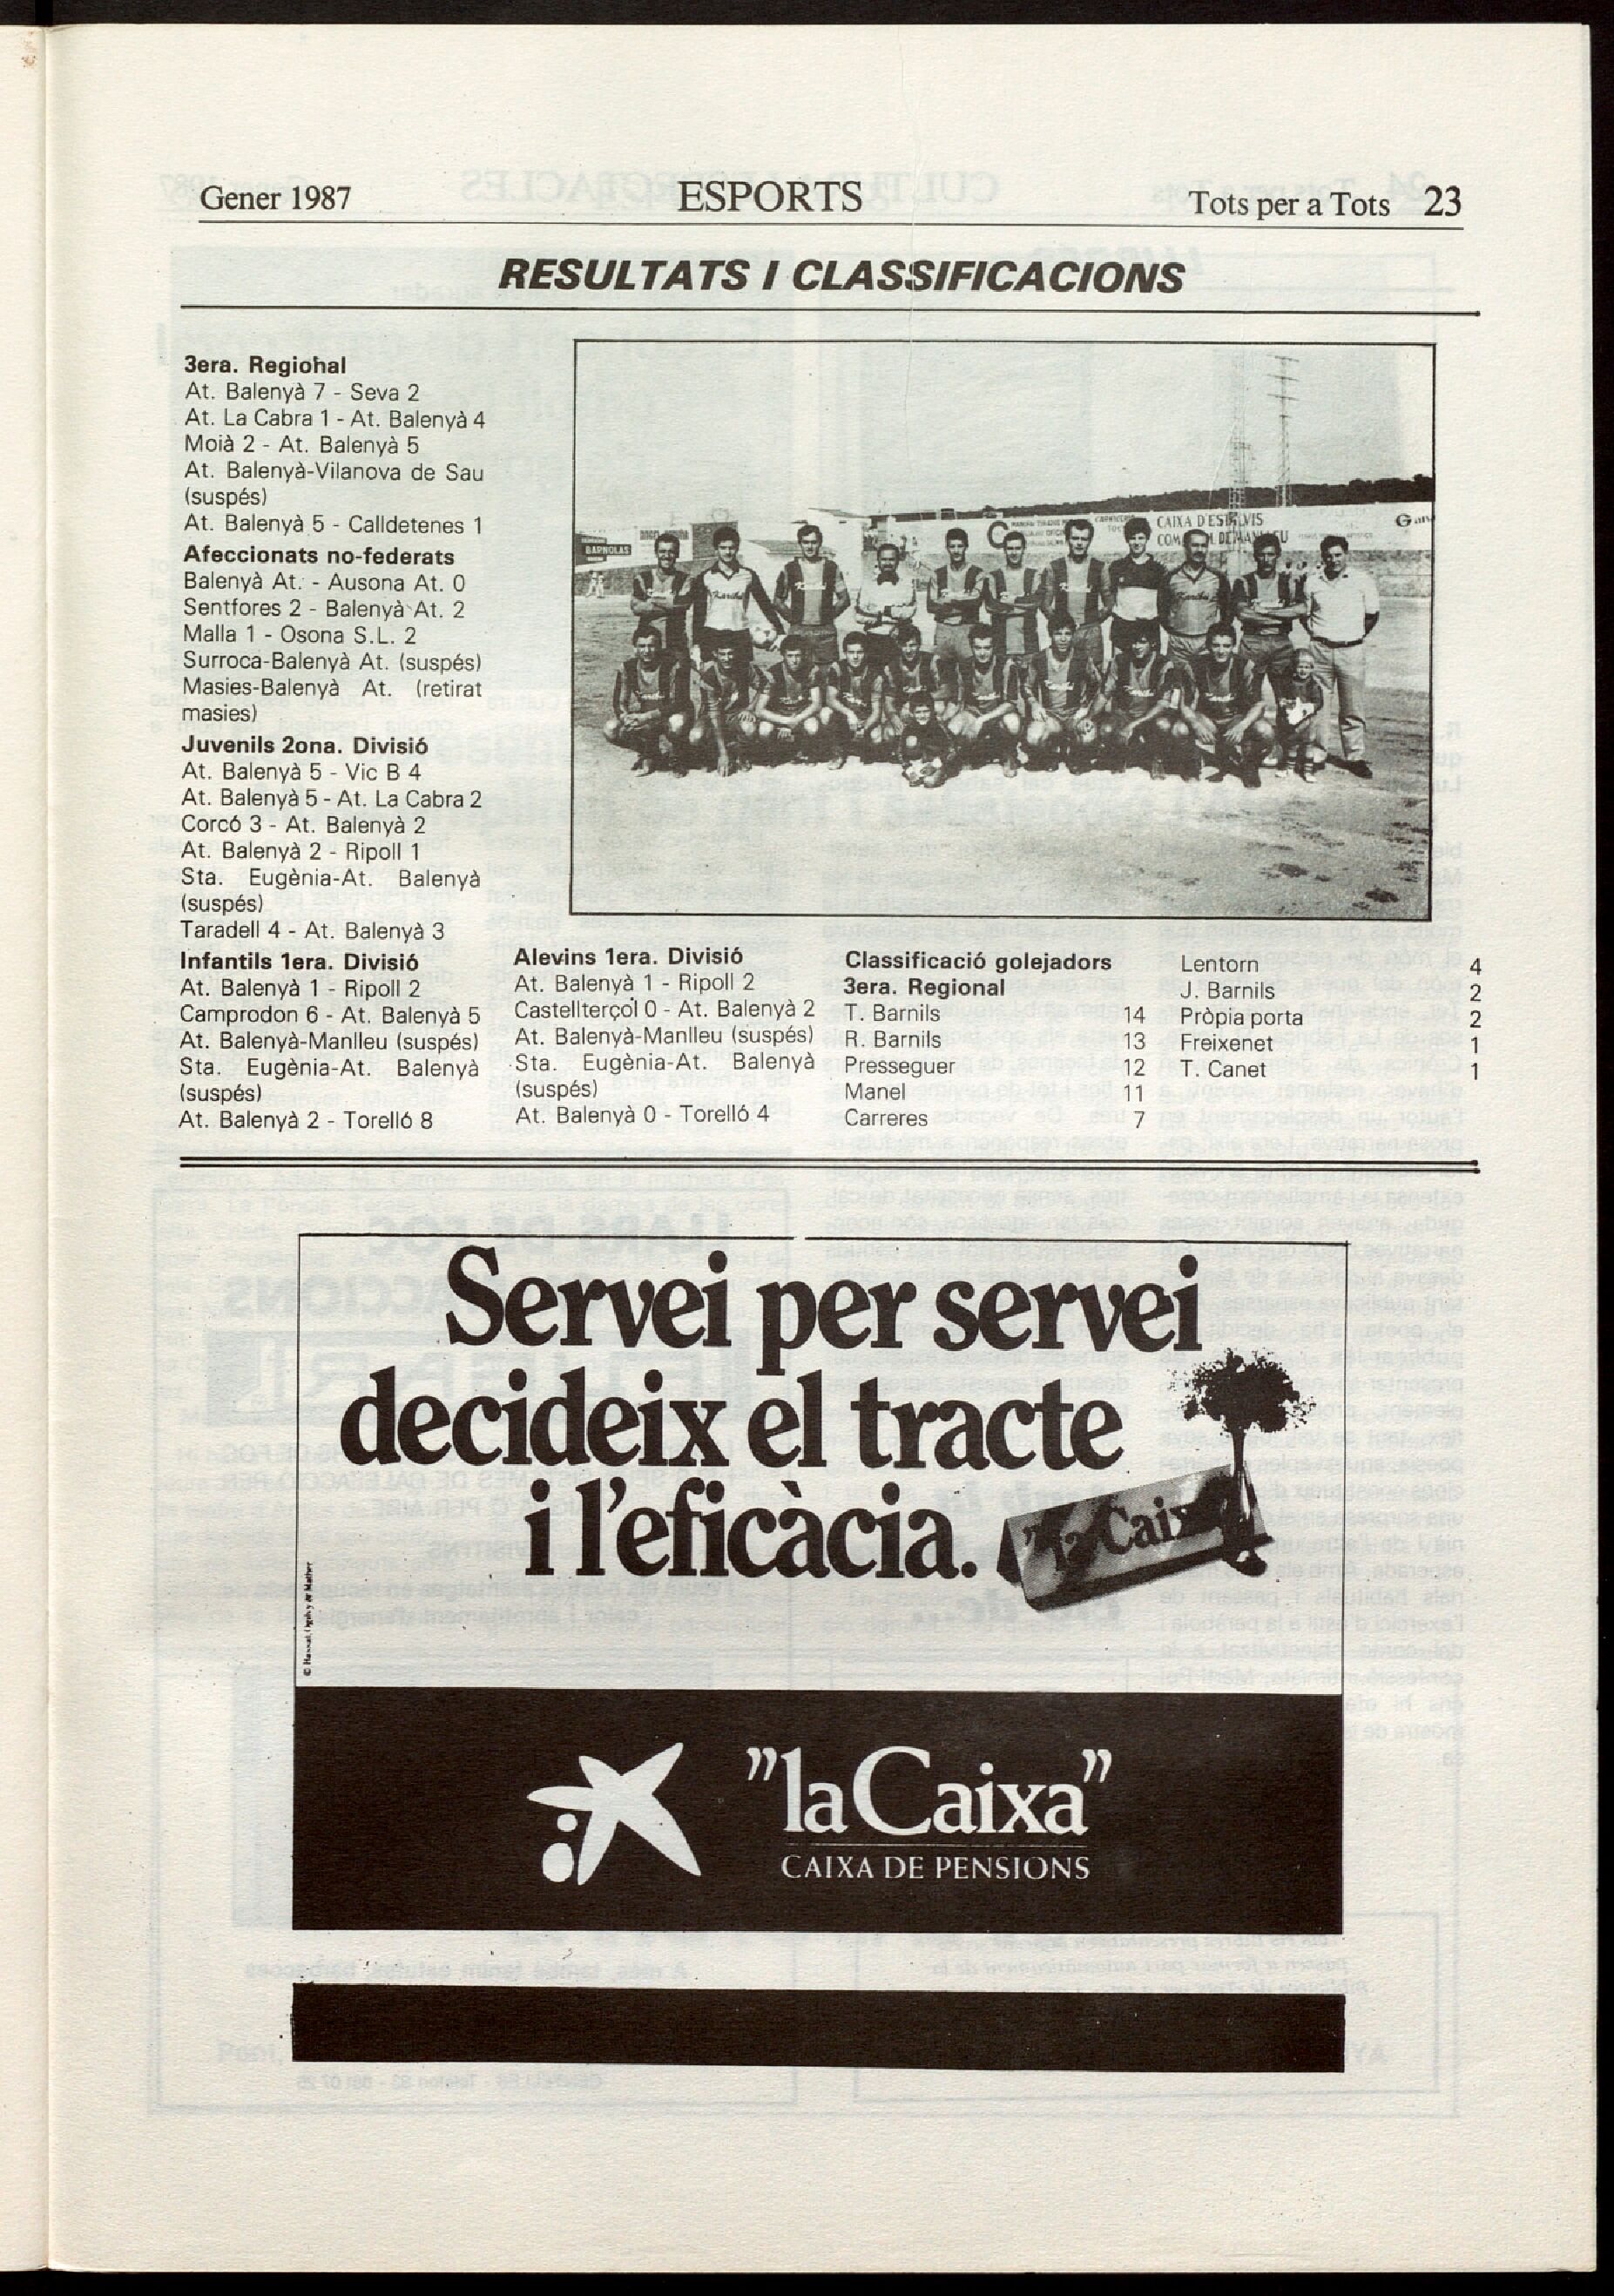 Gener 1987
ESPORTS
Tots per a Tots 23
RESULTATS I CLASSIFICACIONS
3era. Regional
At. Balenyà 7 - Seva 2
At. La Cabra 1 - At. Balenyà 4
Moià 2 - At. Balenyà 5
At. Balenyà-Vilanova de Sau
(suspés)
At. Balenyà 5 - Calldetenes 1
Afeccionats no-federats
Balenyà At. - Ausona At. 0
Sentfores 2 - Balenyà At. 2
Malla 1 - Osona S.L. 2
Surroca-Balenyà At. (suspés)
Masies-Balenyà At. (retirat
masies)
Juvenils 2ona. Divisió
At. Balenyà 5 - Vic B 4
At. Balenyà 5 - At. La Cabra 2
Corcó 3 - At. Balenyà 2
At. Balenyà 2 - Ripoll 1
Sta. Eugènia-At. Balenyà
(suspés)
Taradell 4 - At. Balenyà 3
Infantils 1era. Divisió
At. Balenyà 1 - Ripoll 2
Camprodon 6 - At. Balenyà 5
At. Balenyà-Manlleu (suspés)
Sta. Eugènia-At. Balenyà
(suspés)
At. Balenyà 2 - Torelló 8
BARNOLAS
CAIXA D'ESTALVIS
Alevins 1era. Divisió
At. Balenyà 1 - Ripoll 2
Castellterçol 0 - At. Balenyà 2
At. Balenyà-Manlleu (suspés)
Sta. Eugènia-At. Balenyà
(suspés)
At. Balenyà 0 - Torelló 4
Classificació golejadors
3era. Regional
T. Barnils 14
R. Barnils 13
Presseguer 12
Manel 11
Carreres 7
Lentorn 4
J. Barnils 2
Pròpia porta 2
Freixenet 1
T. Canet 1
Servei per servei
decideix el tracte
i l'eficàcia.
"la Caixa
"la Caixa"
CAIXA DE PENSIONS